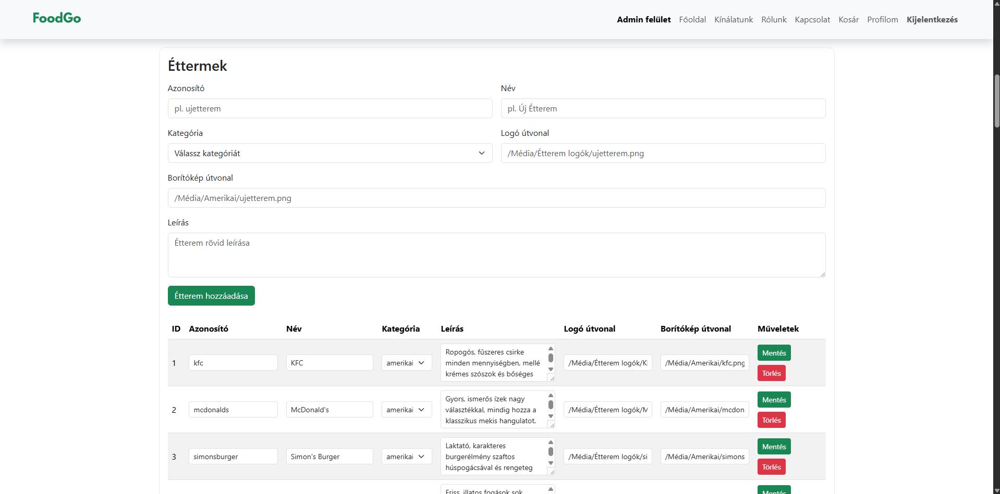 FoodGo
Admin felület Főoldal Kínálatunk Rólunk Kapcsolat Kosár Profilom Kijelentkezés
Éttermek
Azonosító Név
pl. ujetterem pl. Új Étterem
Kategória Logó útvonal
Válassz kategóriát /Média/Étterem logók/ujetterem.png
Borítókép útvonal
/Média/Amerikai/ujetterem.png
Leírás
Étterem rövid leírása
Étterem hozzáadása
ID Azonosító Név Kategória Leírás Logó útvonal Borítókép útvonal Műveletek
1 kfc KFC amerikai
Ropogós, fűszeres csirke
minden mennyiségben, mellé
krémes szószok és bőséges
/Média/Étterem logók/K /Média/Amerikai/kfc.png
Mentés
Törlés
2 mcdonalds McDonald's amerikai
Gyors, ismerős ízek nagy
választékkal, mindig hozza a
klasszikus mekis hangulatot.
/Média/Étterem logók/M /Média/Amerikai/mcdon
Mentés
Törlés
3 simonsburger Simon's Burger amerikai
Laktató, karakteres
burgerélmény szaftos
húspogácsával és rengeteg
/Média/Étterem logók/si /Média/Amerikai/simons
Mentés
Törlés
Friss, illatos fogások sok
Mentés